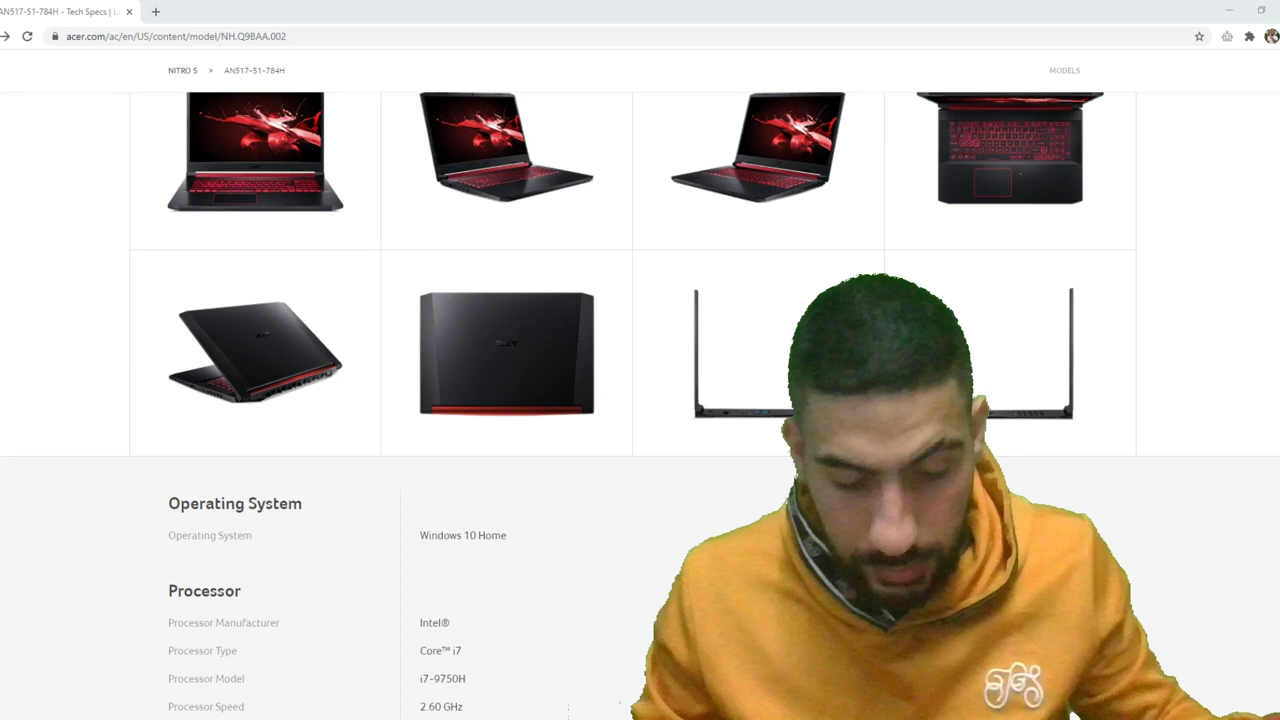 AN517-51-784H - Tech Specs | L
acer.com/ac/en/US/content/model/NH.Q9BAA.002
NITRO 5 > AN517-51-784H MODELS
acer
Operating System
Operating System Windows 10 Home
Processor
Processor Manufacturer Intel®
Processor Type Core™ i7
Processor Model i7-9750H
Processor Speed 2.60 GHz